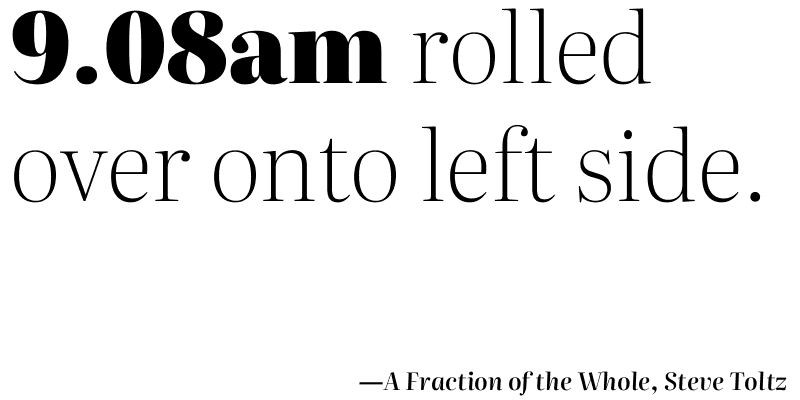 9.08am rolled
over onto left side.
—A Fraction of the Whole, Steve Toltz